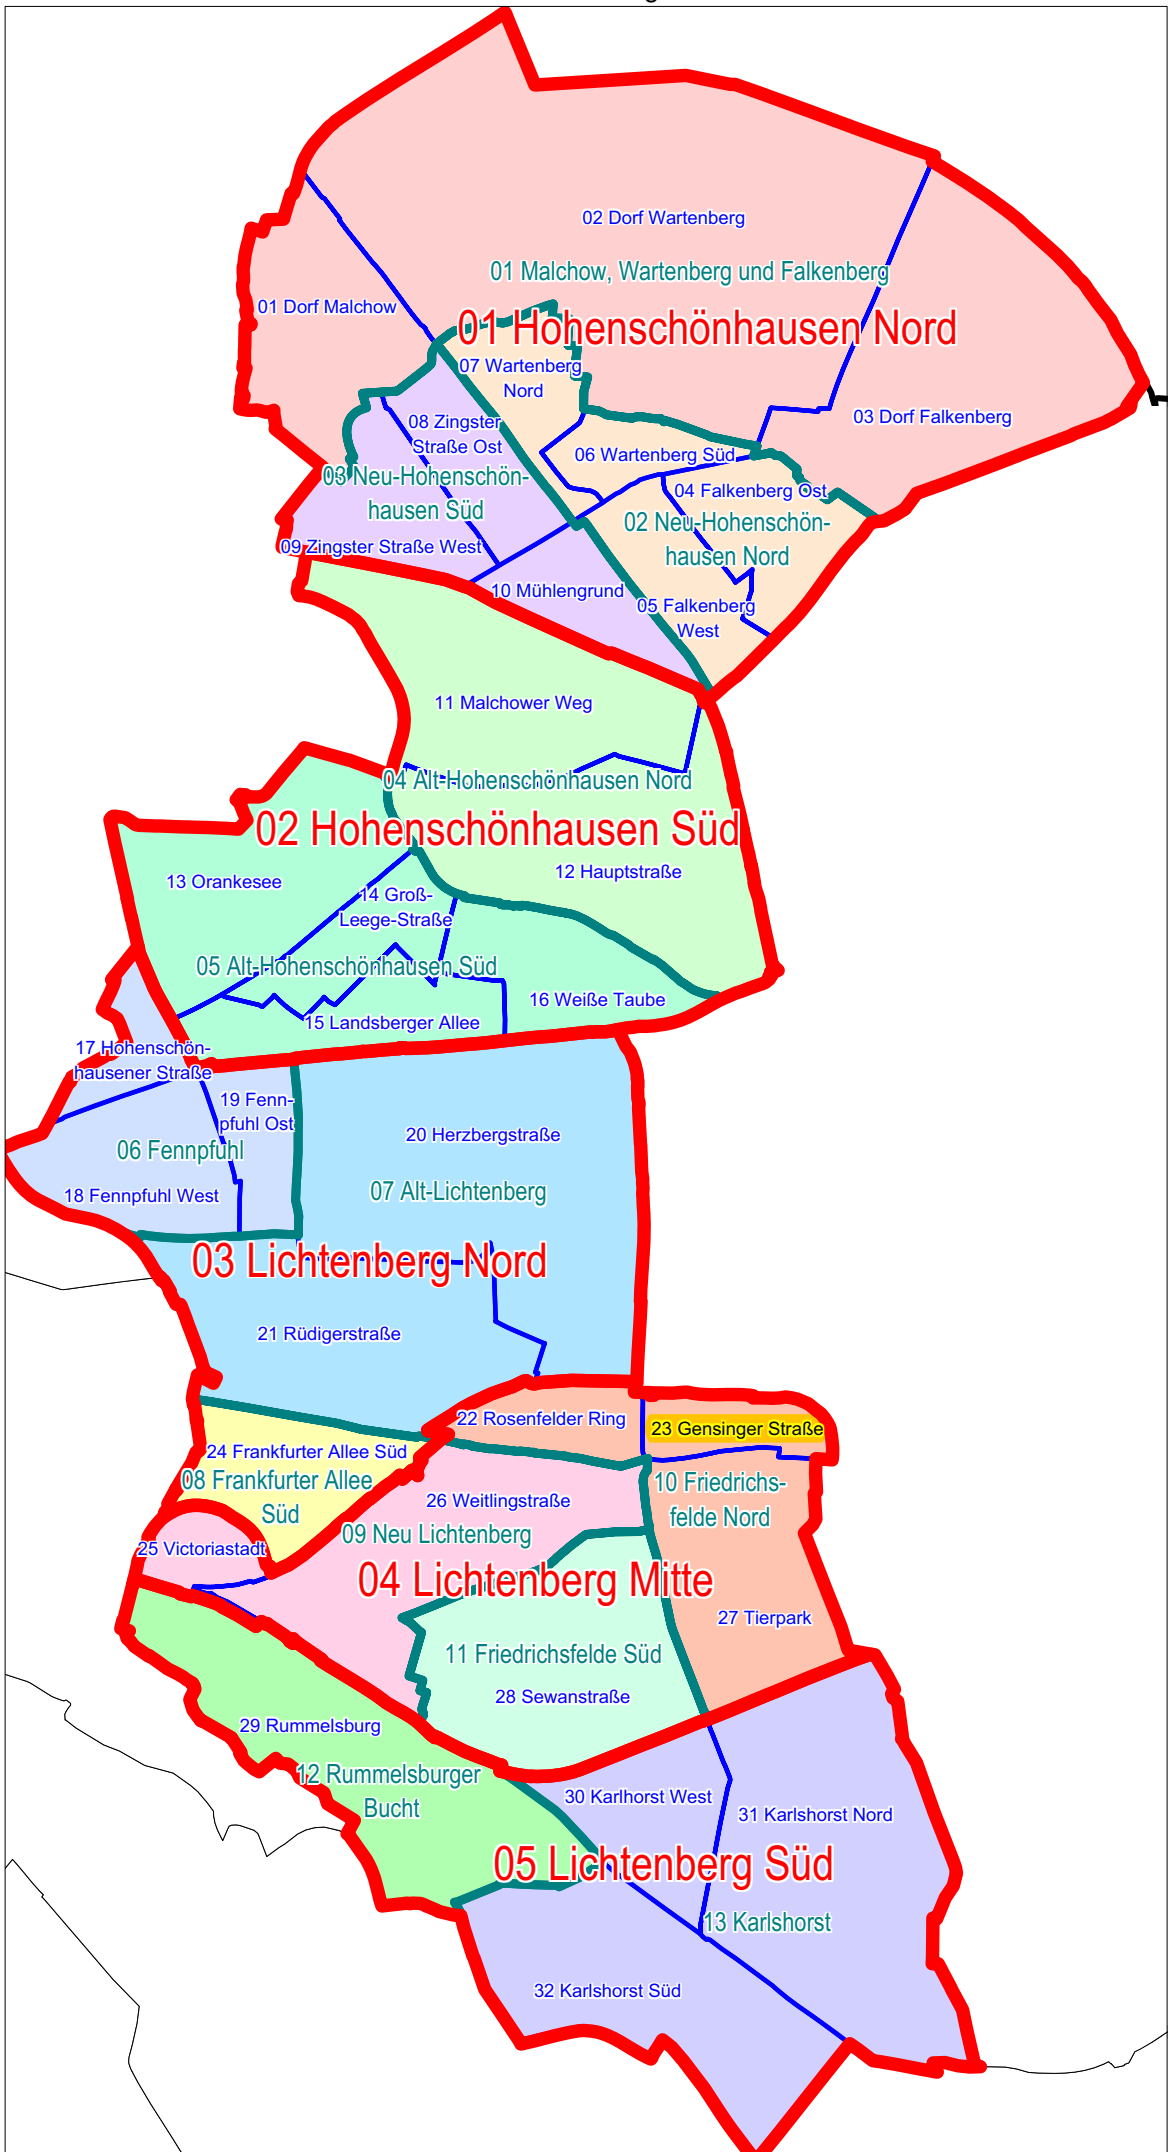 02 Dorf Wartenberg
01 Malchow, Wartenberg und Falkenberg
01 Dorf Malchow
01 Hohenschönhausen Nord
07 Wartenberg
Nord
03 Dorf Falkenberg
08 Zingster
Straße Ost
06 Wartenberg Süd
03 Neu-Hohenschön-
hausen Süd
04 Falkenberg Ost
02 Neu-Hohenschön-
hausen Nord
09 Zingster Straße West
10 Mühlengrund
05 Falkenberg
West
11 Malchower Weg
04 Alt-Hohenschönhausen Nord
02 Hohenschönhausen Süd
12 Hauptstraße
13 Orankesee
14 Groß-
Leege-Straße
05 Alt-Hohenschönhausen Süd
16 Weiße Taube
15 Landsberger Allee
17 Hohenschön-
hausener Straße
19 Fenn-
pfuhl Ost
20 Herzbergstraße
06 Fennpfuhl
18 Fennpfuhl West
07 Alt-Lichtenberg
03 Lichtenberg Nord
21 Rüdigerstraße
22 Rosenfelder Ring
23 Gensinger Straße
24 Frankfurter Allee Süd
08 Frankfurter Allee
Süd
10 Friedrichs-
felde Nord
26 Weitlingstraße
09 Neu Lichtenberg
25 Victoriastadt
04 Lichtenberg Mitte
27 Tierpark
11 Friedrichsfelde Süd
28 Sewanstraße
29 Rummelsburg
12 Rummelsburger
Bucht
30 Karlhorst West
31 Karlshorst Nord
05 Lichtenberg Süd
13 Karlshorst
32 Karlshorst Süd